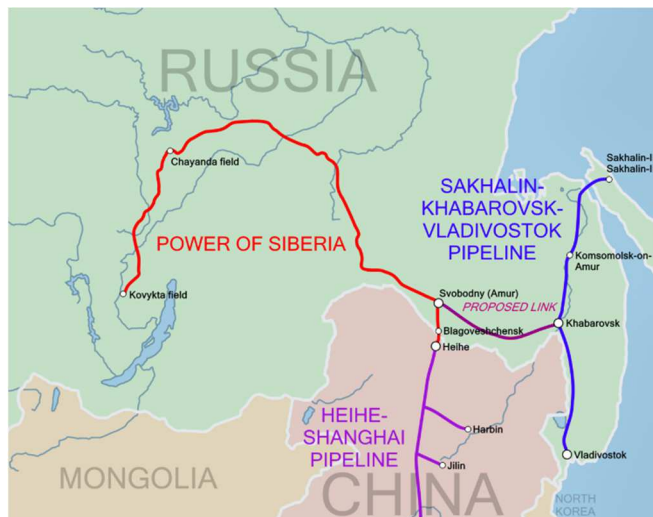 RUSSIA
Chayanda field
Sakhalin-I
Sakhalin-I
SAKHALIN-
KHABAROVSK-
VLADIVOSTOK
PIPELINE
POWER OF SIBERIA
Komsomolsk-on-
Amur
Kovykta field
Svobodny (Amur)
PROPOSED LINK
Khabarovsk
Blagoveshchensk
Heihe
HEIHE-
SHANGHAI
PIPELINE
Harbin
Jilin
Vladivostok
MONGOLIA
CHINA
NORTH
KOREA